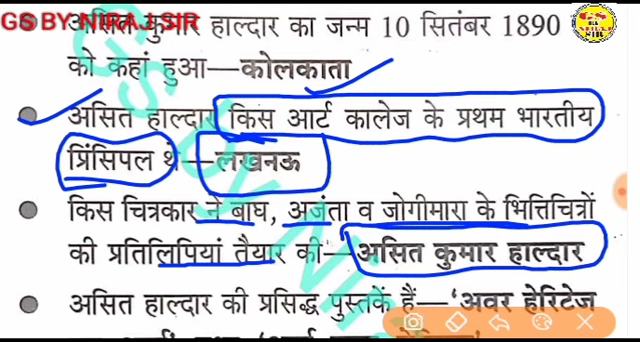 GS BY NIRAJ SIR
असित कुमार हाल्दार का जन्म 10 सितंबर 1890
को कहां हुआ—कोलकाता
असित हाल्दार किस आर्ट कालेज के प्रथम भारतीय
प्रिंसिपल थे—लखनऊ
किस चित्रकार ने बाघ, अजंता व जोगीमारा के भित्तिचित्रों
की प्रतिलिपियां तैयार की—असित कुमार हाल्दार
असित हाल्दार की प्रसिद्ध पुस्तकें हैं—'अवर हेरिटेज